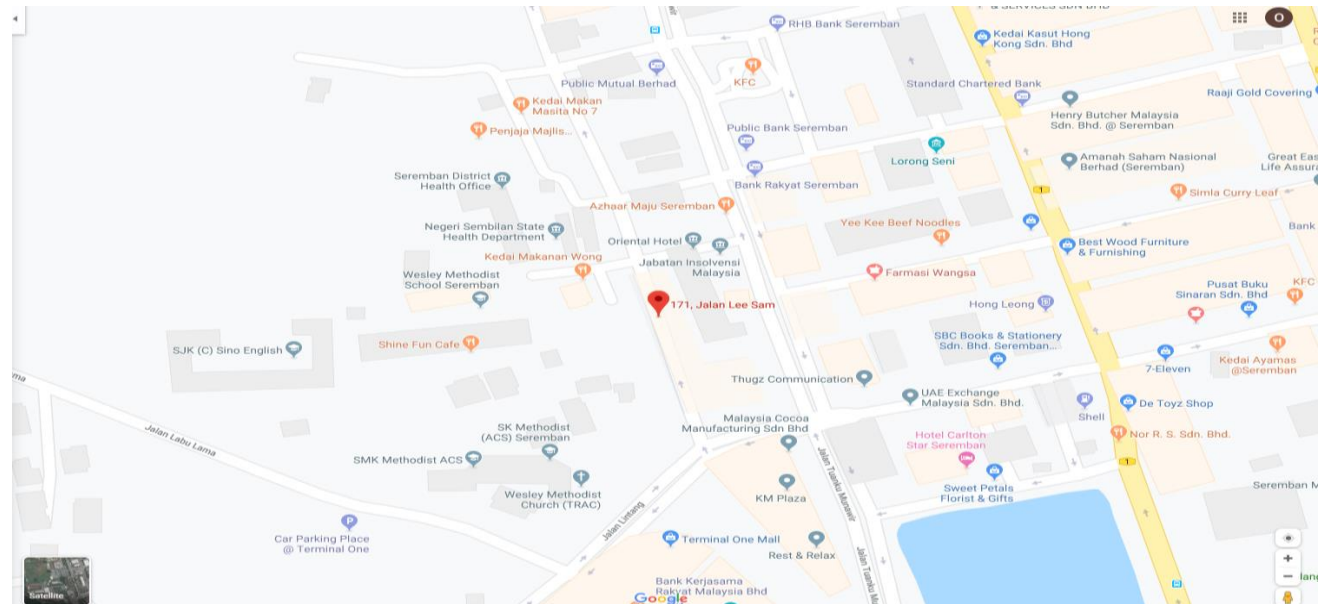 & SERVICES SDN BHD
O
RHB Bank Seremban
Kedai Kasut Hong
Kong Sdn. Bhd
Public Mutual Berhad
KFC
Standard Chartered Bank
Raaji Gold Covering
Kedai Makan
Masita No 7
Henry Butcher Malaysia
Sdn. Bhd. @ Seremban
Penjaja Majlis...
Public Bank Seremban
Lorong Seni
Amanah Saham Nasional
Berhad (Seremban)
Great Eas
Life Assura
Seremban District
Health Office
Bank Rakyat Seremban
1
Simla Curry Leaf
Azhaar Maju Seremban
Negeri Sembilan State
Health Department
Yee Kee Beef Noodles
Bank
Oriental Hotel
Best Wood Furniture
& Furnishing
Kedai Makanan Wong
Jabatan Insolvensi
Malaysia
Farmasi Wangsa
Wesley Methodist
School Seremban
Pusat Buku
Sinaran Sdn. Bhd
KFC
171, Jalan Lee Sam
Hong Leong
SJK (C) Sino English
Shine Fun Cafe
SBC Books & Stationery
Sdn. Bhd. Seremban...
Kedai Ayamas
@Seremban
7-Eleven
ma
Thugz Communication
UAE Exchange
Malaysia Sdn. Bhd.
Shell
De Toyz Shop
Jalan Labu Lama
Malaysia Cocoa
Manufacturing Sdn Bhd
SK Methodist
(ACS) Seremban
Hotel Carlton
Star Seremban
Nor R. S. Sdn. Bhd.
SMK Methodist ACS
1
Jalan Tuanku Munawir
Wesley Methodist
Church (TRAC)
KM Plaza
Sweet Petals
Florist & Gifts
Seremban M
Jalan Lintang
P
Car Parking Place
@ Terminal One
Terminal One Mall
Rest & Relax
Bank Kerjasama
Rakyat Malaysia Bhd
Satellite
Google
lang